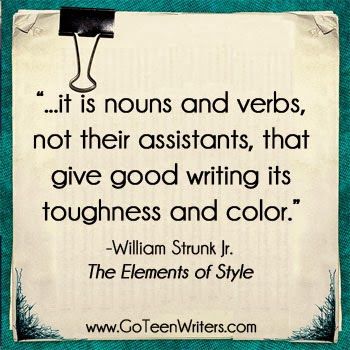 “...it is nouns and verbs,
not their assistants, that
give good writing its
toughness and color.”
-William Strunk Jr.
The Elements of Style
www.GoTeenWriters.com